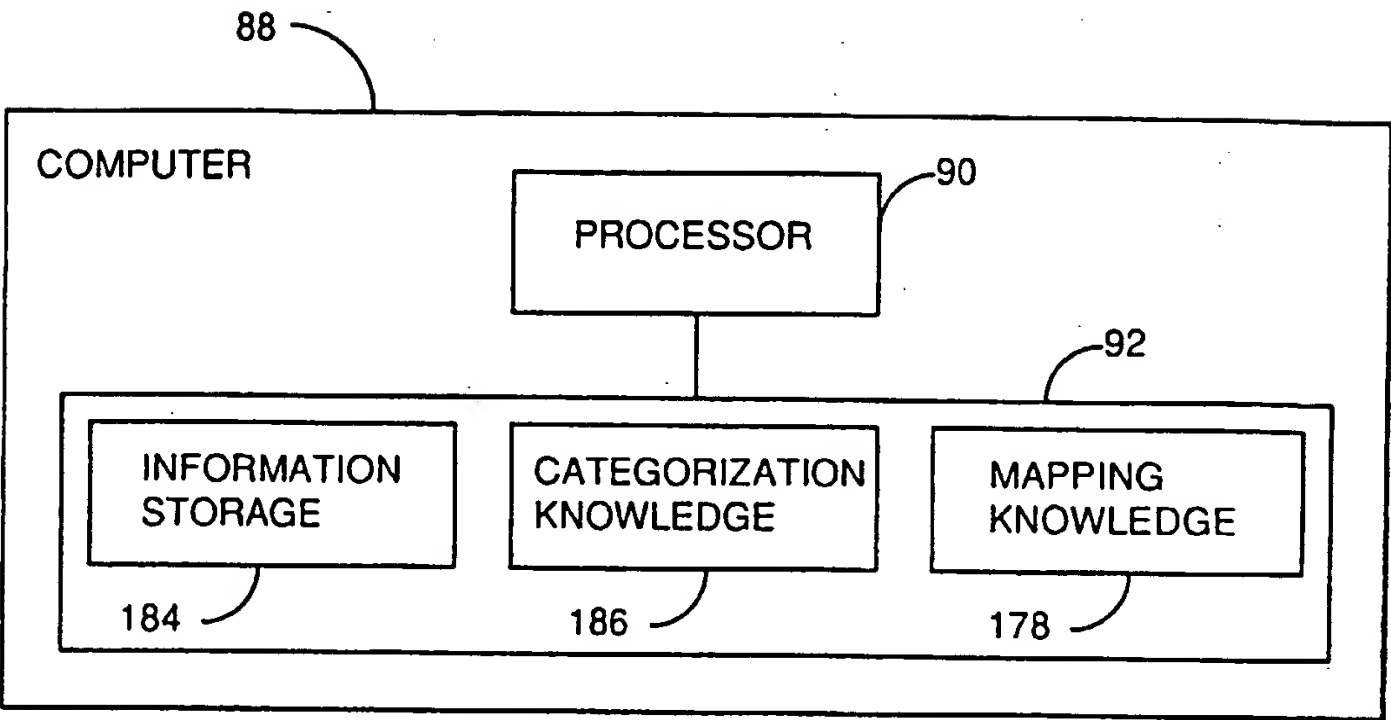 88
COMPUTER
PROCESSOR
90
92
INFORMATION
STORAGE
CATEGORIZATION
KNOWLEDGE
MAPPING
KNOWLEDGE
184
186
178